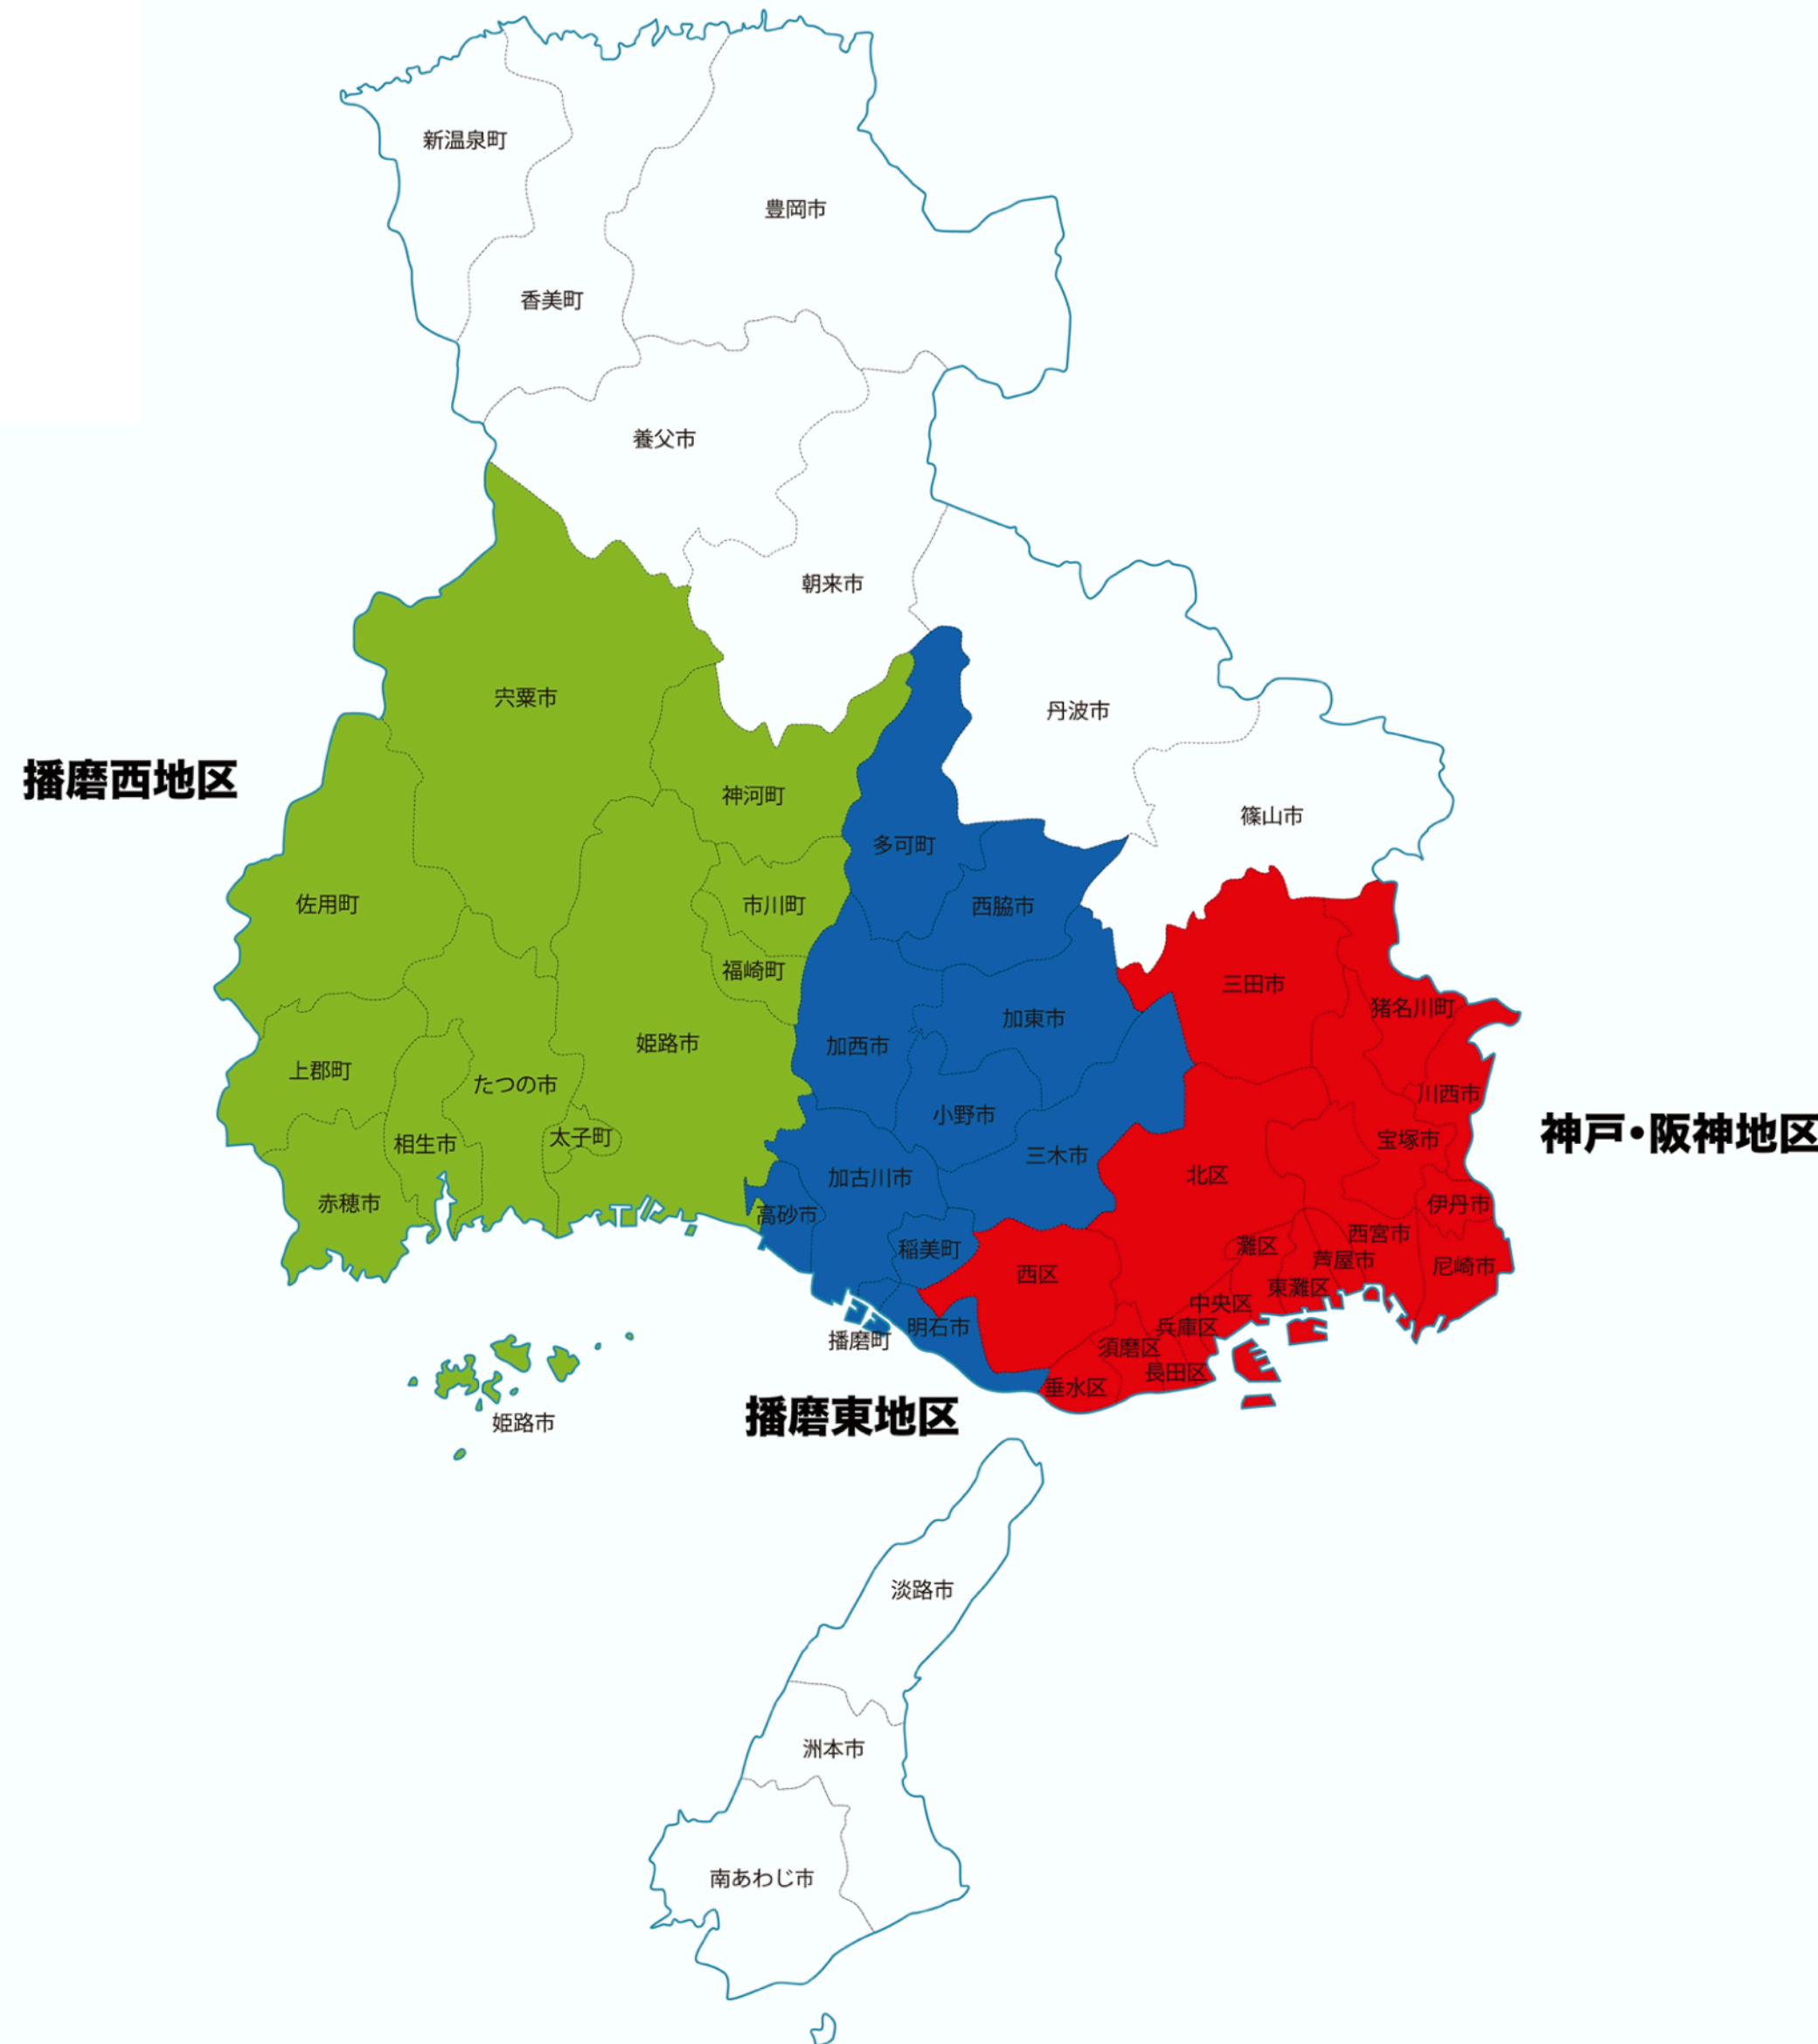 新温泉町
豊岡市
香美町
養父市
朝来市
宍粟市
丹波市
播磨西地区
神河町
篠山市
多可町
佐用町
市川町
西脇市
福崎町
三田市
猪名川町
加東市
姫路市
加西市
上郡町
たつの市
川西市
小野市
神戸・阪神地区
太子町
相生市
宝塚市
三木市
加古川市
北区
赤穂市
伊丹市
高砂市
西宮市
稲美町
灘区
芦屋市
尼崎市
西区
東灘区
中央区
明石市
兵庫区
播磨町
須磨区
長田区
垂水区
播磨東地区
姫路市
淡路市
洲本市
南あわじ市